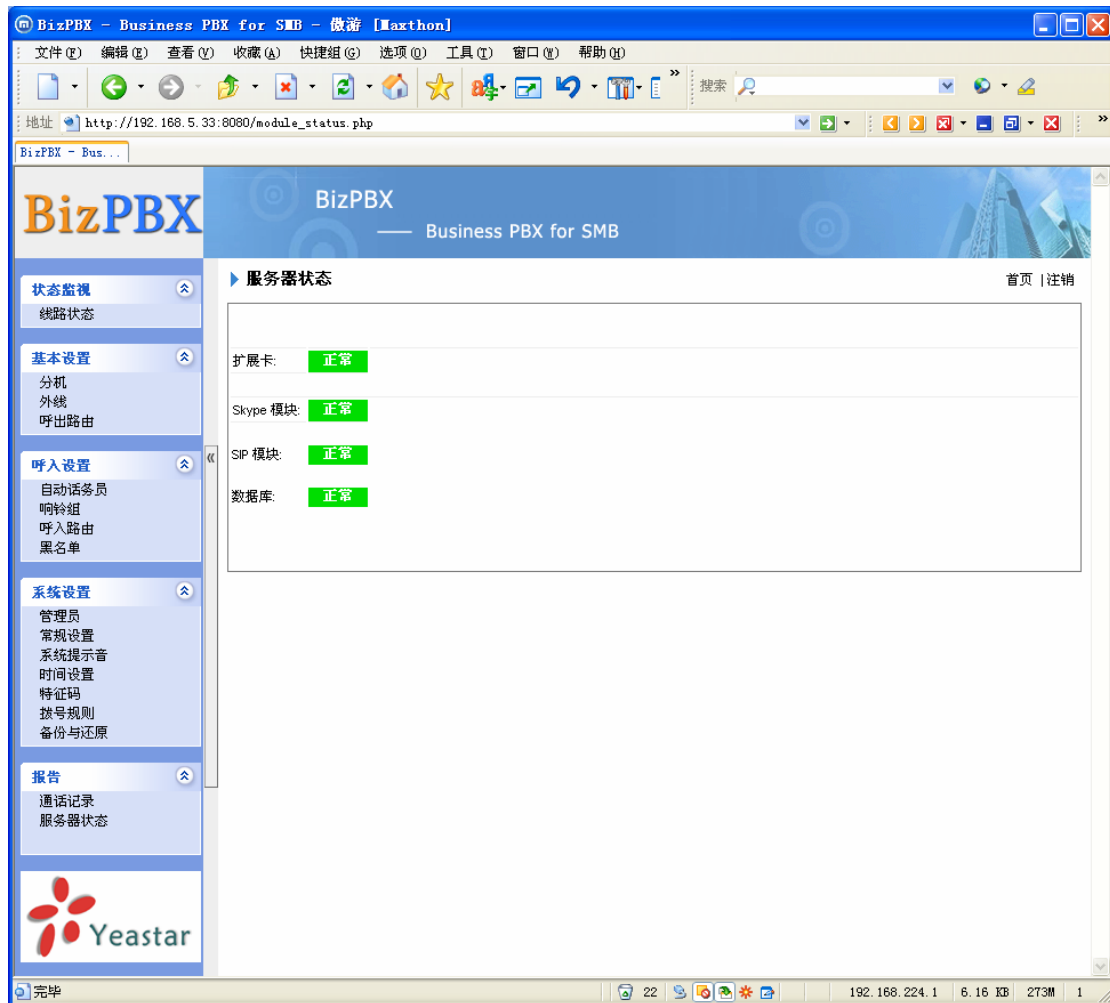 BizPBX - Business PBX for SMB - 傲游 [Maxthon]
文件(F) 编辑(E) 查看(V) 收藏(A) 快捷组(G) 选项(O) 工具(T) 窗口(W) 帮助(H)
搜索
地址 http://192.168.5.33:8080/module_status.php
BizPBX - Bus...
BizPBX
BizPBX
—— Business PBX for SMB
服务器状态
首页 |注销
状态监视
线路状态
基本设置
分机
外线
呼出路由
呼入设置
自动话务员
响铃组
呼入路由
黑名单
系统设置
管理员
常规设置
系统提示音
时间设置
特征码
拨号规则
备份与还原
报告
通话记录
服务器状态
扩展卡: 正常
Skype 模块: 正常
SIP 模块: 正常
数据库: 正常
Yeastar
完毕
22
192.168.224.1 6.16 KB 273M 1